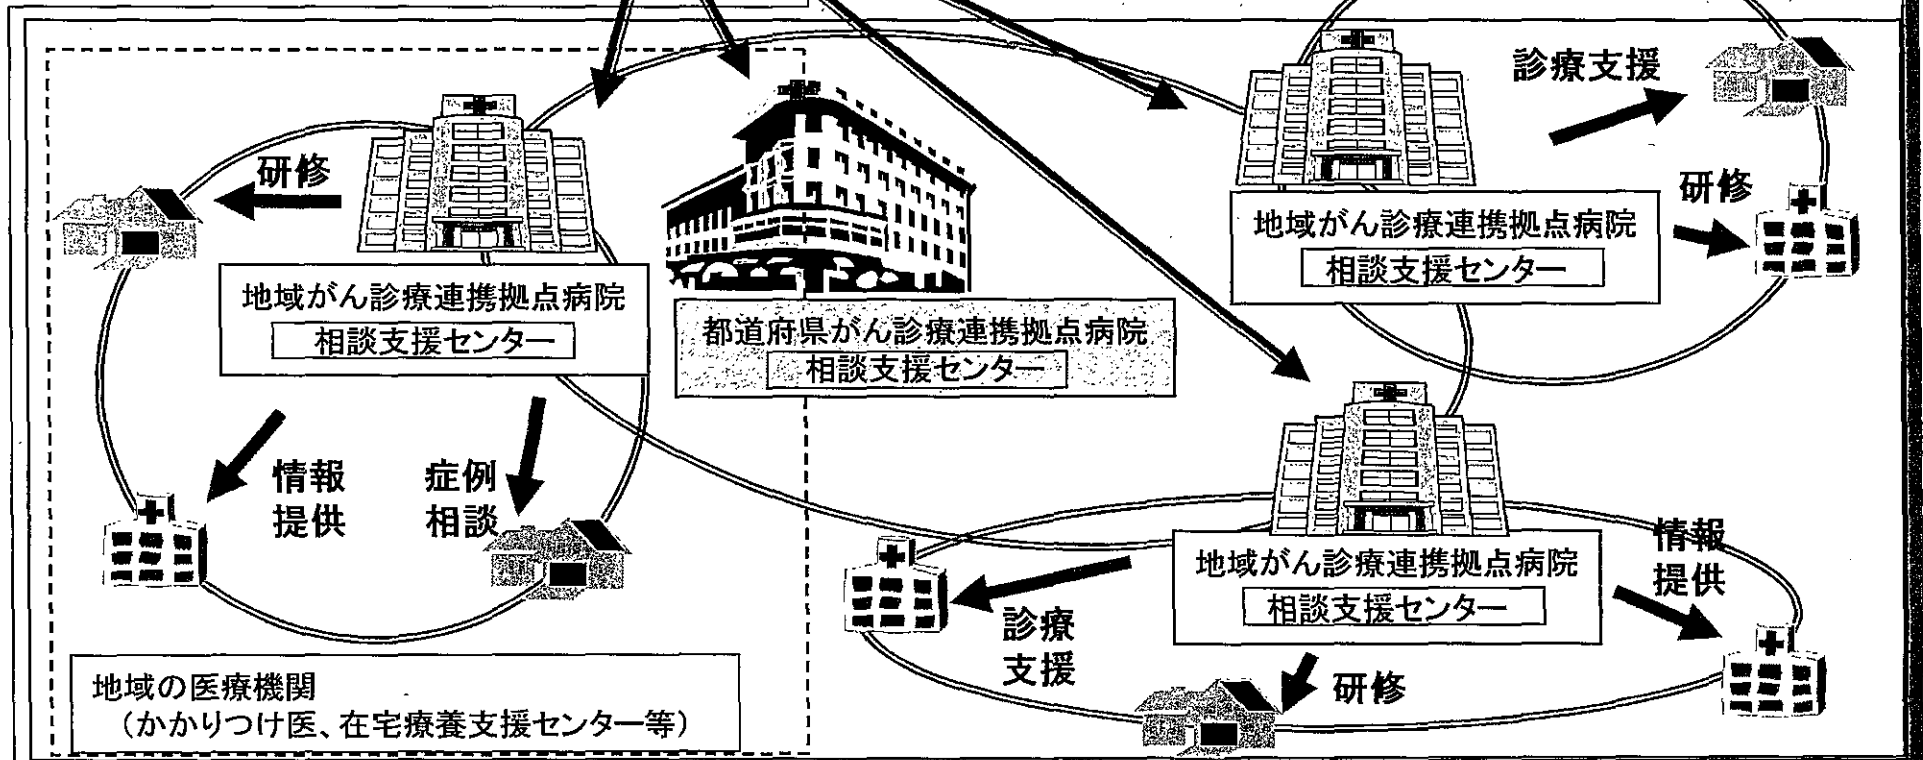 研修
地域がん診療連携拠点病院
相談支援センター
情報
提供
症例
相談
地域の医療機関
（かかりつけ医、在宅療養支援センター等）
都道府県がん診療連携拠点病院
相談支援センター
診療支援
研修
地域がん診療連携拠点病院
相談支援センター
地域がん診療連携拠点病院
相談支援センター
情報
提供
診療
支援
研修